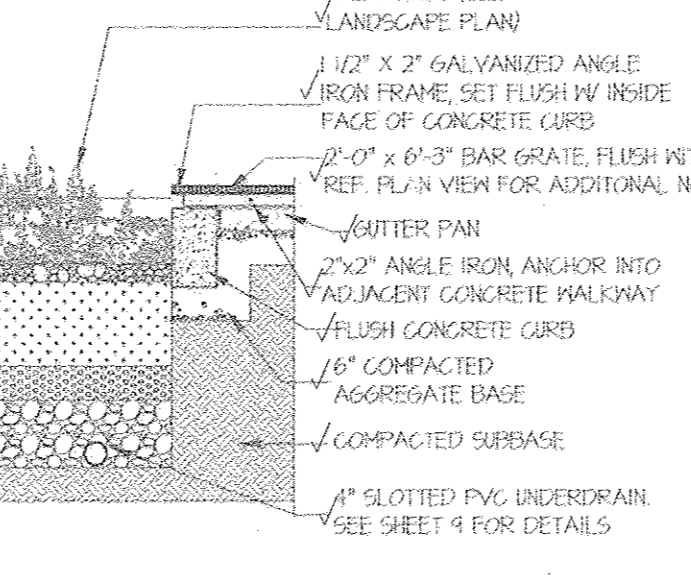 LANDSCAPE PLAN)
1 1/2" X 2" GALVANIZED ANGLE
IRON FRAME, SET FLUSH W/ INSIDE
FACE OF CONCRETE CURB
2'-0" x 6'-3" BAR GRATE, FLUSH
REF. PLAN VIEW FOR ADDITONAL
GUTTER PAN
2"x2" ANGLE IRON, ANCHOR INTO
ADJACENT CONCRETE WALKWAY
FLUSH CONCRETE CURB
6" COMPACTED
AGGREGATE BASE
COMPACTED SUBBASE
4" SLOTTED PVC UNDERDRAIN.
SEE SHEET 9 FOR DETAILS